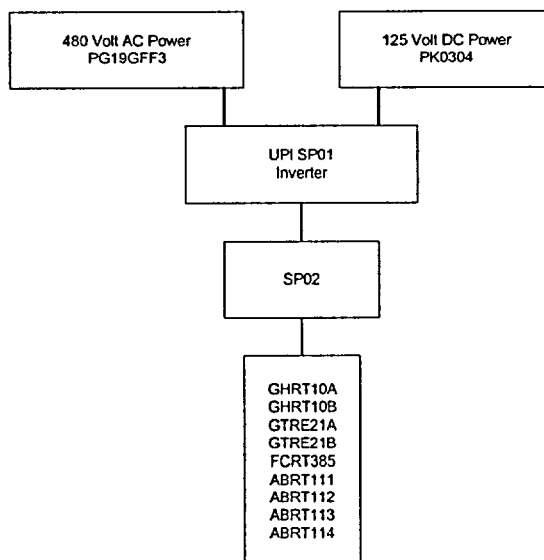 480 Volt AC Power
PG19GFF3
125 Volt DC Power
PK0304
UPI SP01
Inverter
SP02
GHRT10A
GHRT10B
GTRE21A
GTRE21B
FCRT385
ABRT111
ABRT112
ABRT113
ABRT114